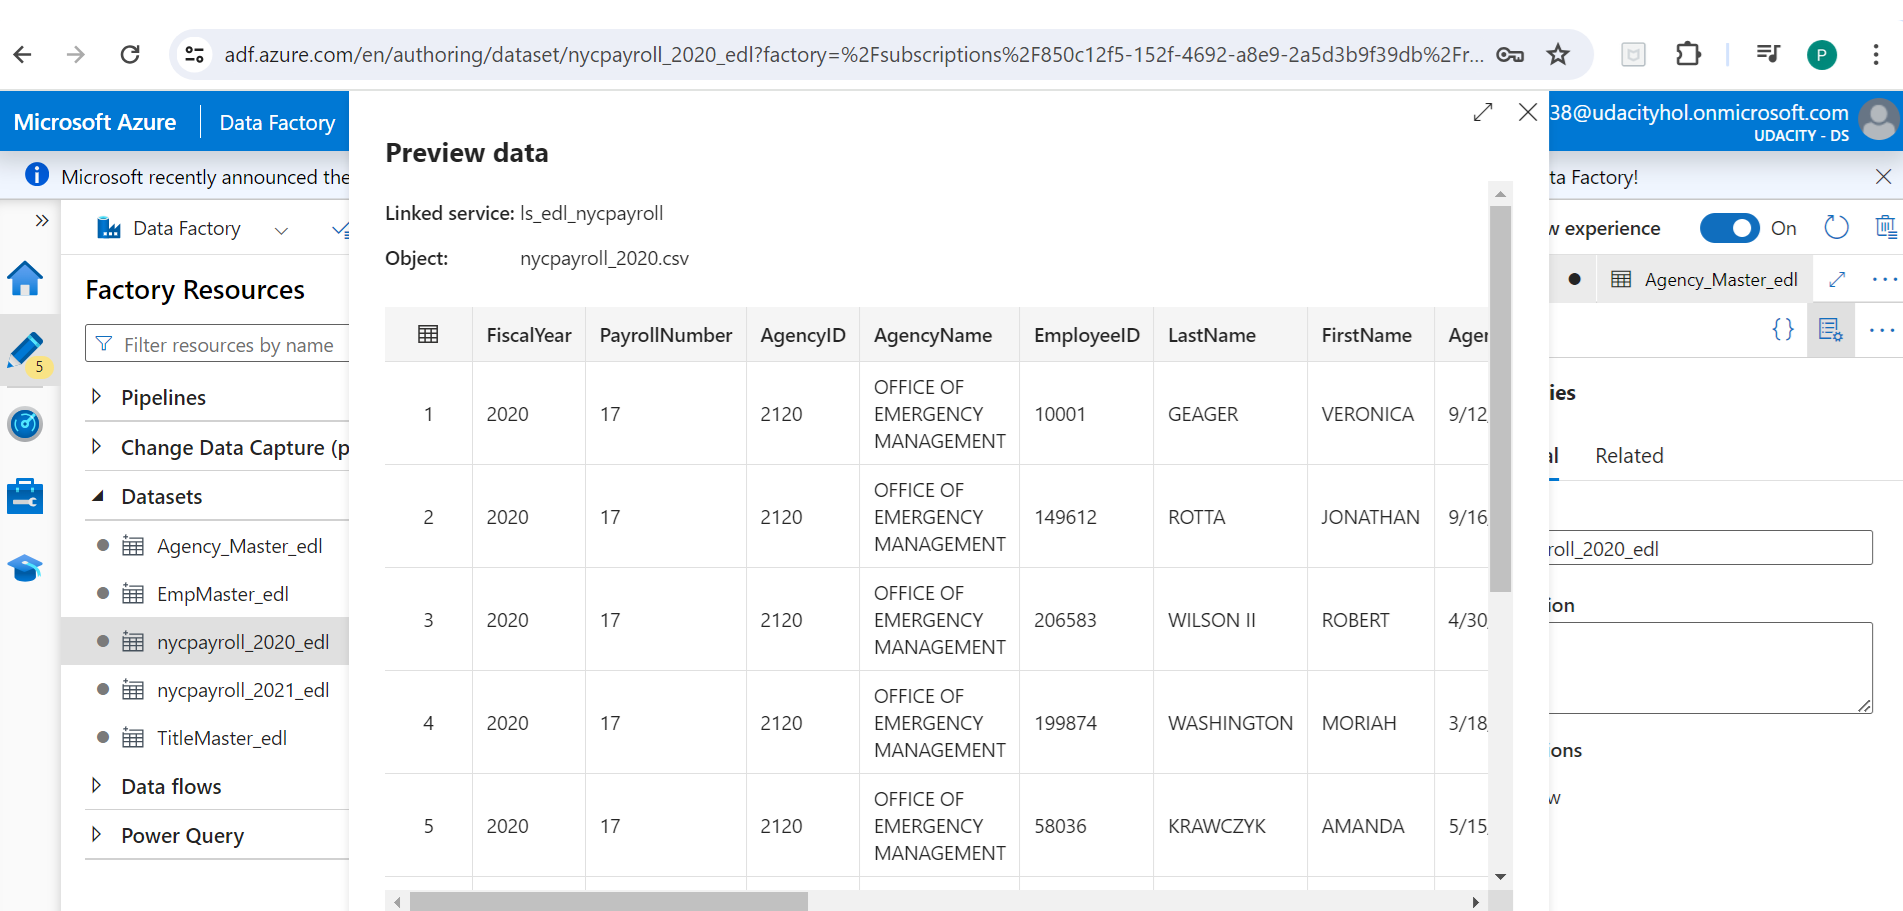 adf.azure.com/en/authoring/dataset/nycpayroll_2020_edl?factory=%2Fsubscriptions%2F850c12f5-152f-4692-a8e9-2a5d3b9f39db%2Fr...
P
Microsoft Azure
Data Factory
38@udacityhol.onmicrosoft.com
UDACITY - DS
Microsoft recently announced the
ta Factory!
Data Factory
w experience
On
Agency_Master_edl
Factory Resources
Filter resources by name
5
Pipelines
Change Data Capture (p
Datasets
Agency_Master_edl
EmpMaster_edl
nycpayroll_2020_edl
nycpayroll_2021_edl
TitleMaster_edl
Data flows
Power Query
Preview data
Linked service: ls_edl_nycpayroll
Object: nycpayroll_2020.csv
FiscalYear PayrollNumber AgencyID AgencyName EmployeeID LastName FirstName Agen
1 2020 17 2120 OFFICE OF EMERGENCY MANAGEMENT 10001 GEAGER VERONICA 9/12,
2 2020 17 2120 OFFICE OF EMERGENCY MANAGEMENT 149612 ROTTA JONATHAN 9/16,
3 2020 17 2120 OFFICE OF EMERGENCY MANAGEMENT 206583 WILSON II ROBERT 4/30,
4 2020 17 2120 OFFICE OF EMERGENCY MANAGEMENT 199874 WASHINGTON MORIAH 3/18,
5 2020 17 2120 OFFICE OF EMERGENCY MANAGEMENT 58036 KRAWCZYK AMANDA 5/15,
{}
ies
al
Related
roll_2020_edl
ion
ons
w